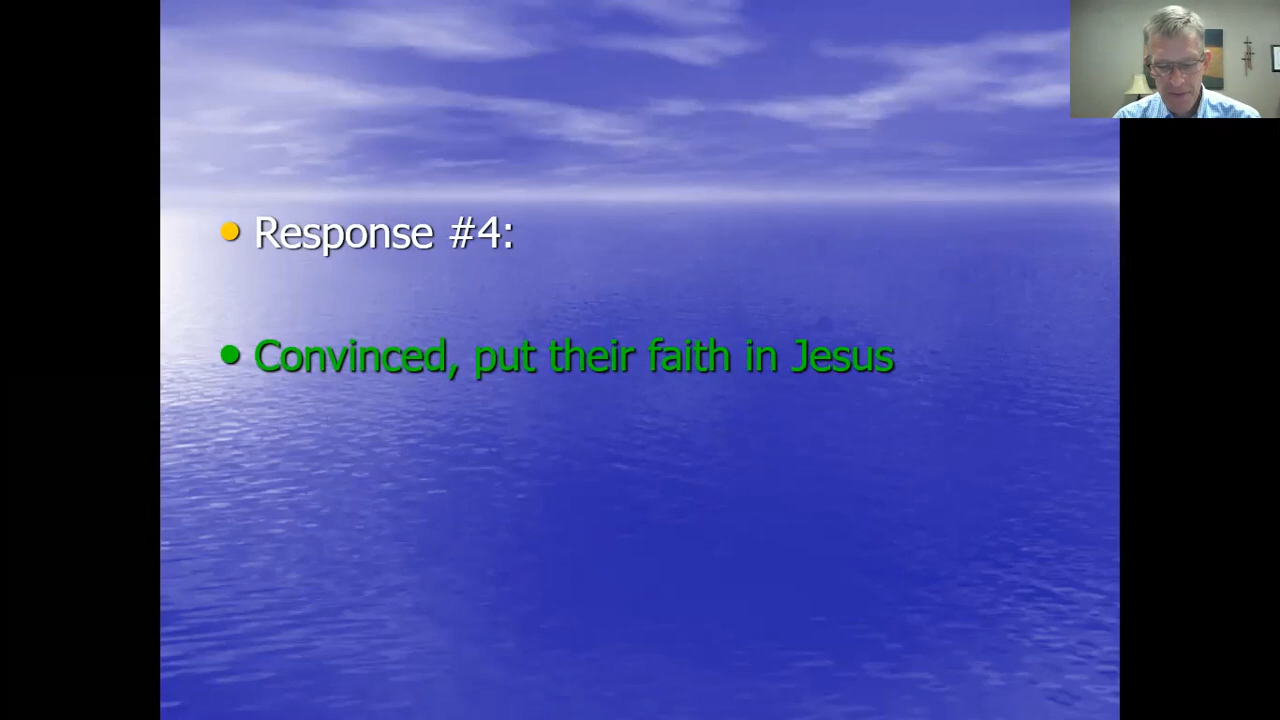 Response #4:
Convinced, put their faith in Jesus